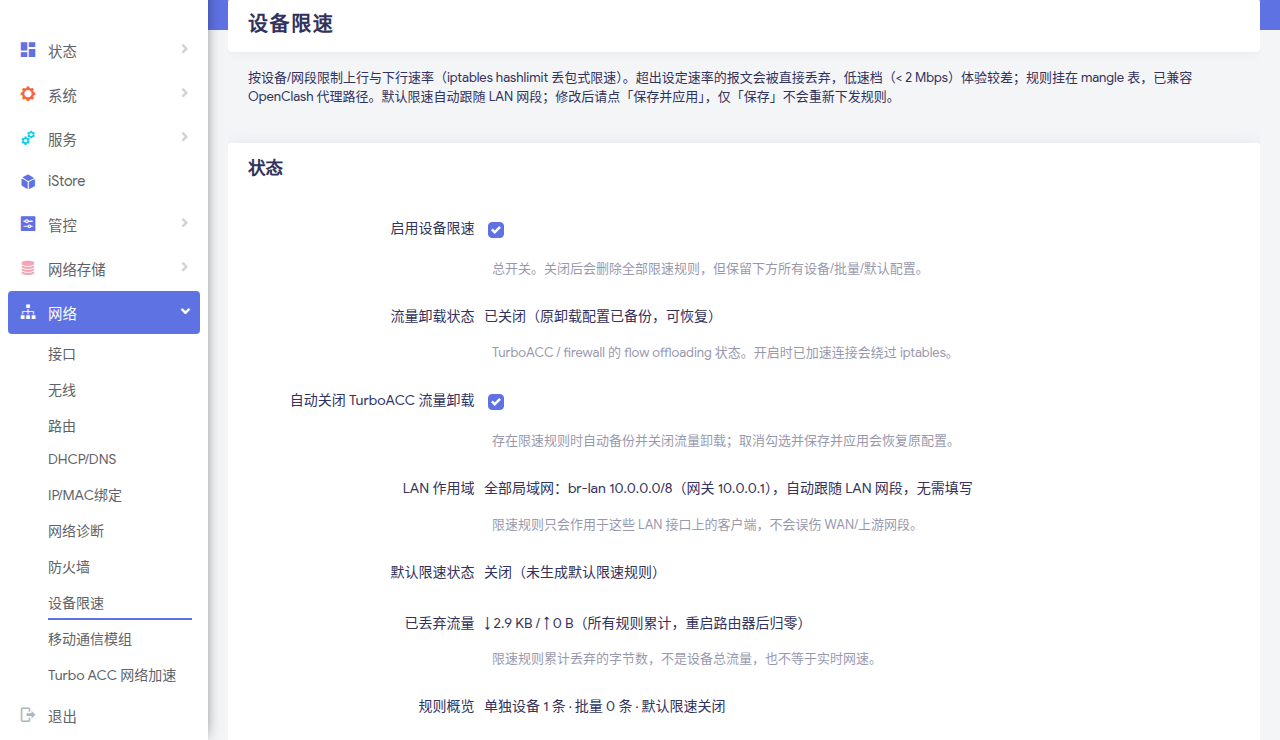 设备限速
按设备/网段限制上行与下行速率（iptables hashlimit 丢包式限速）。超出设定速率的报文会被直接丢弃，低速档（< 2 Mbps）体验较差；规则挂在 mangle 表，已兼容
OpenClash 代理路径。默认限速自动跟随 LAN 网段；修改后请点「保存并应用」，仅「保存」不会重新下发规则。
状态
系统
服务
iStore
管控
网络存储
网络
接口
无线
路由
DHCP/DNS
IP/MAC绑定
网络诊断
防火墙
设备限速
移动通信模组
Turbo ACC 网络加速
退出
状态
启用设备限速
总开关。关闭后会删除全部限速规则，但保留下方所有设备/批量/默认配置。
流量卸载状态 已关闭（原卸载配置已备份，可恢复）
TurboACC / firewall 的 flow offloading 状态。开启时已加速连接会绕过 iptables。
自动关闭 TurboACC 流量卸载
存在限速规则时自动备份并关闭流量卸载；取消勾选并保存并应用会恢复原配置。
LAN 作用域 全部局域网：br-lan 10.0.0.0/8（网关 10.0.0.1），自动跟随 LAN 网段，无需填写
限速规则只会作用于这些 LAN 接口上的客户端，不会误伤 WAN/上游网段。
默认限速状态 关闭（未生成默认限速规则）
已丢弃流量 ↓ 2.9 KB / ↑ 0 B（所有规则累计，重启路由器后归零）
限速规则累计丢弃的字节数，不是设备总流量，也不等于实时网速。
规则概览 单独设备 1 条 · 批量 0 条 · 默认限速关闭